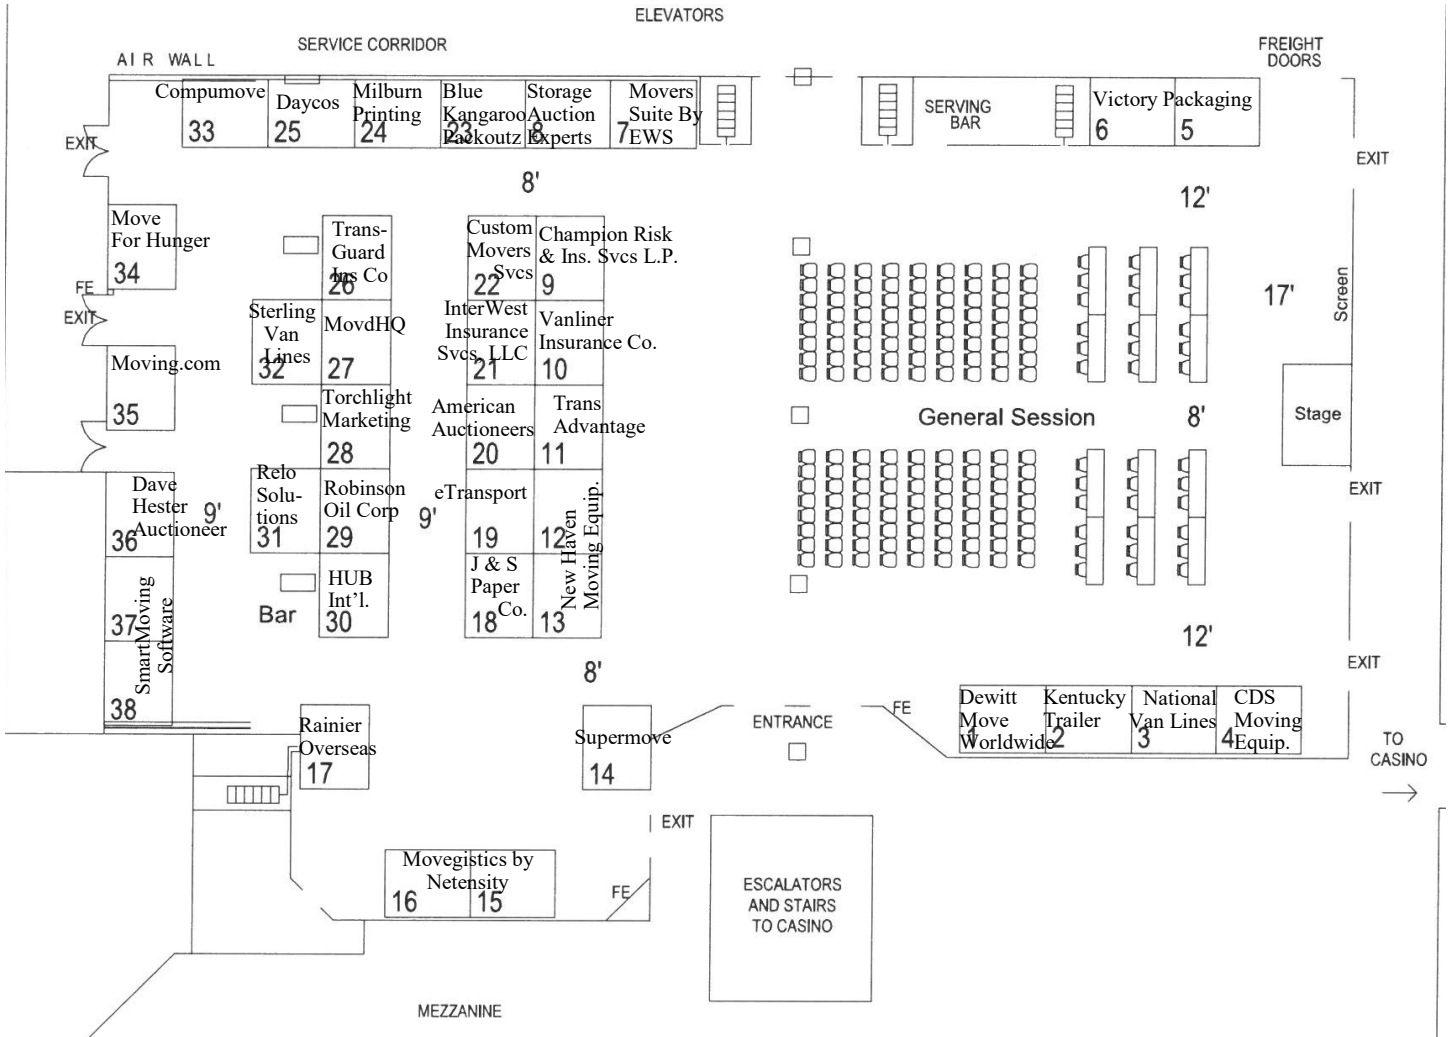 ELEVATORS
SERVICE CORRIDOR
FREIGHT
DOORS
AIR WALL
Compumove
33
Daycos
25
Milburn
Printing
24
Blue
Kangaroo
Packoutz
23
Storage
Auction
Experts
8
Movers
Suite By
EWS
7
SERVING
BAR
Victory Packaging
6
5
EXIT
EXIT
8'
12'
Move
For Hunger
34
FE
EXIT
Trans-
Guard
Ins Co
26
Custom
Movers
Svcs
22
Champion Risk
& Ins. Svcs L.P.
9
17'
Screen
Sterling
Van
Lines
32
MovdHQ
27
InterWest
Insurance
Svcs, LLC
21
Vanliner
Insurance Co.
10
Moving.com
35
Torchlight
Marketing
28
American
Auctioneers
20
Trans
Advantage
11
General Session
8'
Stage
Dave
Hester
Auctioneer
36
9'
Relo
Solu-
tions
31
Robinson
Oil Corp
29
9'
eTransport
19
12
New Haven
Moving Equip.
13
EXIT
37
SmartMoving
Software
38
Bar
HUB
Int'l.
30
J & S
Paper
Co.
18
12'
8'
EXIT
Rainier
Overseas
17
Supermove
14
ENTRANCE
FE
Dewitt
Move
Worldwide
1
Kentucky
Trailer
2
National
Van Lines
3
CDS
Moving
Equip.
4
TO
CASINO
EXIT
Movegistics by
Netensity
16
15
FE
ESCALATORS
AND STAIRS
TO CASINO
MEZZANINE